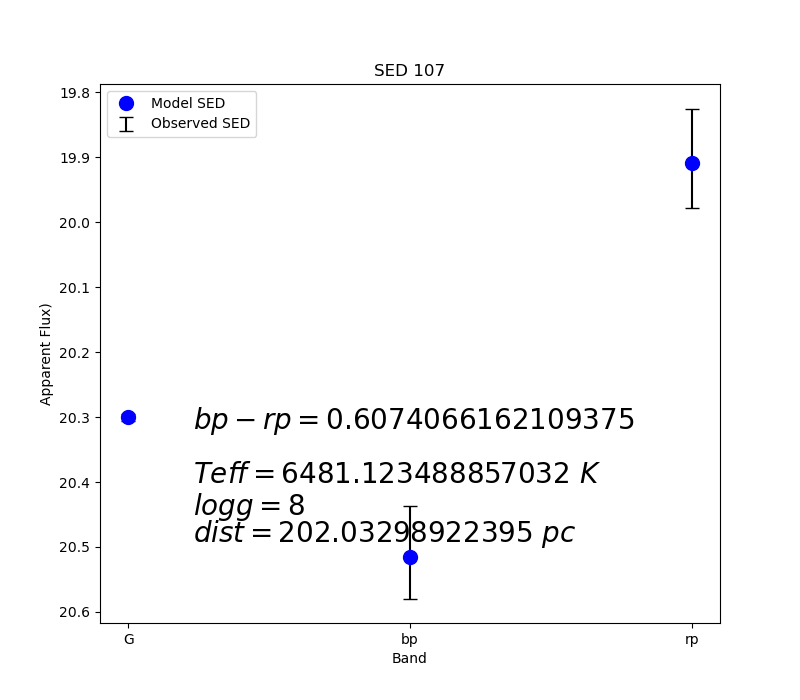 SED 107
Model SED
Observed SED
19.8
19.9
20.0
20.1
20.2
20.3
20.4
20.5
20.6
Apparent Flux)
bp − rp = 0.6074066162109375
Teff = 6481.123488857032 K
logg = 8
dist = 202.03298922395 pc
G
bp
rp
Band